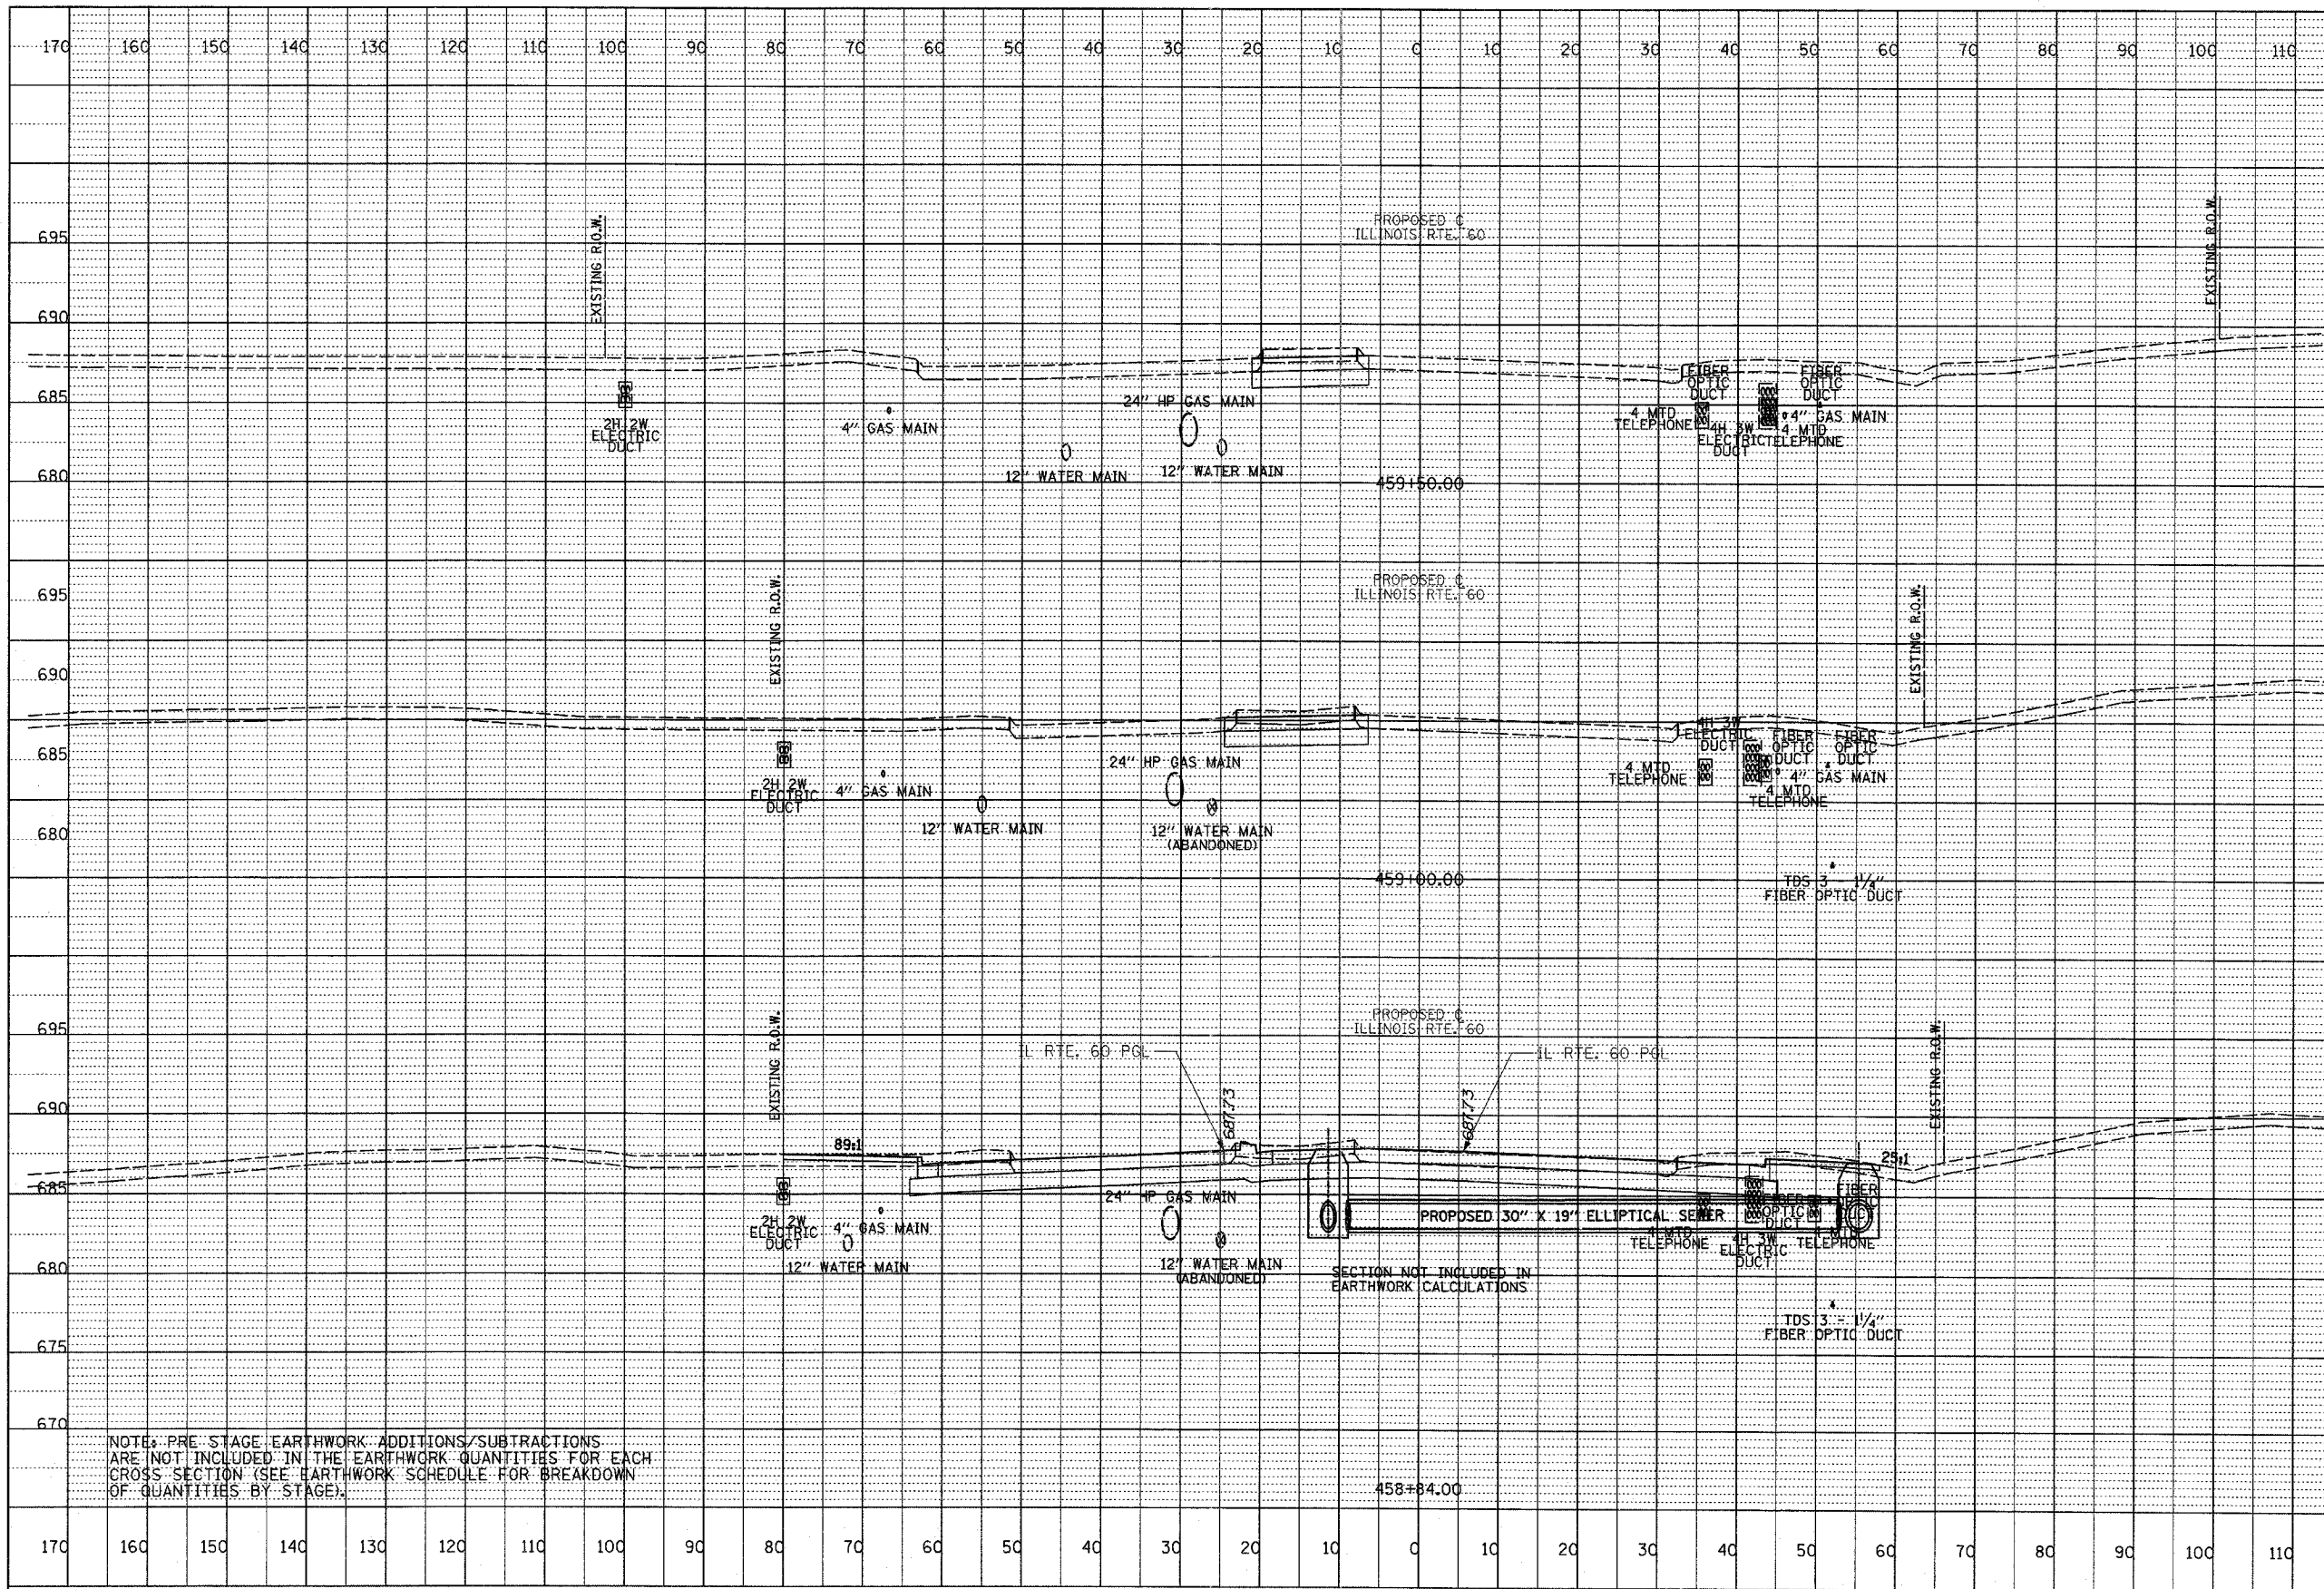 170 160 150 140 130 120 110 100 90 80 70 60 50 40 30 20 10 0 10 20 30 40 50 60 70 80 90 100 110
EXISTING R.O.W.
PROPOSED ℄
ILLINOIS RTE. 60
EXISTING R.O.W.
695
690
685
680
2H 2W
ELECTRIC
DUCT
4" GAS MAIN
12" WATER MAIN
24" HP GAS MAIN
12" WATER MAIN
4 MTD
TELEPHONE
FIBER
OPTIC
DUCT
4H 3W
ELECTRIC
DUCT
4 MTD
TELEPHONE
FIBER
OPTIC
DUCT
4" GAS MAIN
459+50.00
EXISTING R.O.W.
PROPOSED ℄
ILLINOIS RTE. 60
EXISTING R.O.W.
695
690
685
680
2H 2W
ELECTRIC
DUCT
4" GAS MAIN
12" WATER MAIN
24" HP GAS MAIN
12" WATER MAIN
(ABANDONED)
4 MTD
TELEPHONE
4H 3W
ELECTRIC
DUCT
FIBER
OPTIC
DUCT
FIBER
OPTIC
DUCT
4" GAS MAIN
4 MTD
TELEPHONE
459+00.00
TDS 3 - 1¼"
FIBER OPTIC DUCT
EXISTING R.O.W.
PROPOSED ℄
ILLINOIS RTE. 60
IL RTE. 60 PGL
IL RTE. 60 PGL
EXISTING R.O.W.
687.73
687.73
695
690
685
680
675
670
89:1
25:1
2H 2W
ELECTRIC
DUCT
4" GAS MAIN
12" WATER MAIN
24" HP GAS MAIN
12" WATER MAIN
(ABANDONED)
PROPOSED 30" X 19" ELLIPTICAL SEWER
4 MTD
TELEPHONE
4H 3W
ELECTRIC
DUCT
FIBER
OPTIC
DUCT
FIBER
4 MTD
TELEPHONE
SECTION NOT INCLUDED IN
EARTHWORK CALCULATIONS
TDS 3 - 1¼"
FIBER OPTIC DUCT
NOTE: PRE STAGE EARTHWORK ADDITIONS/SUBTRACTIONS
ARE NOT INCLUDED IN THE EARTHWORK QUANTITIES FOR EACH
CROSS SECTION (SEE EARTHWORK SCHEDULE FOR BREAKDOWN
OF QUANTITIES BY STAGE).
458+84.00
170 160 150 140 130 120 110 100 90 80 70 60 50 40 30 20 10 0 10 20 30 40 50 60 70 80 90 100 110